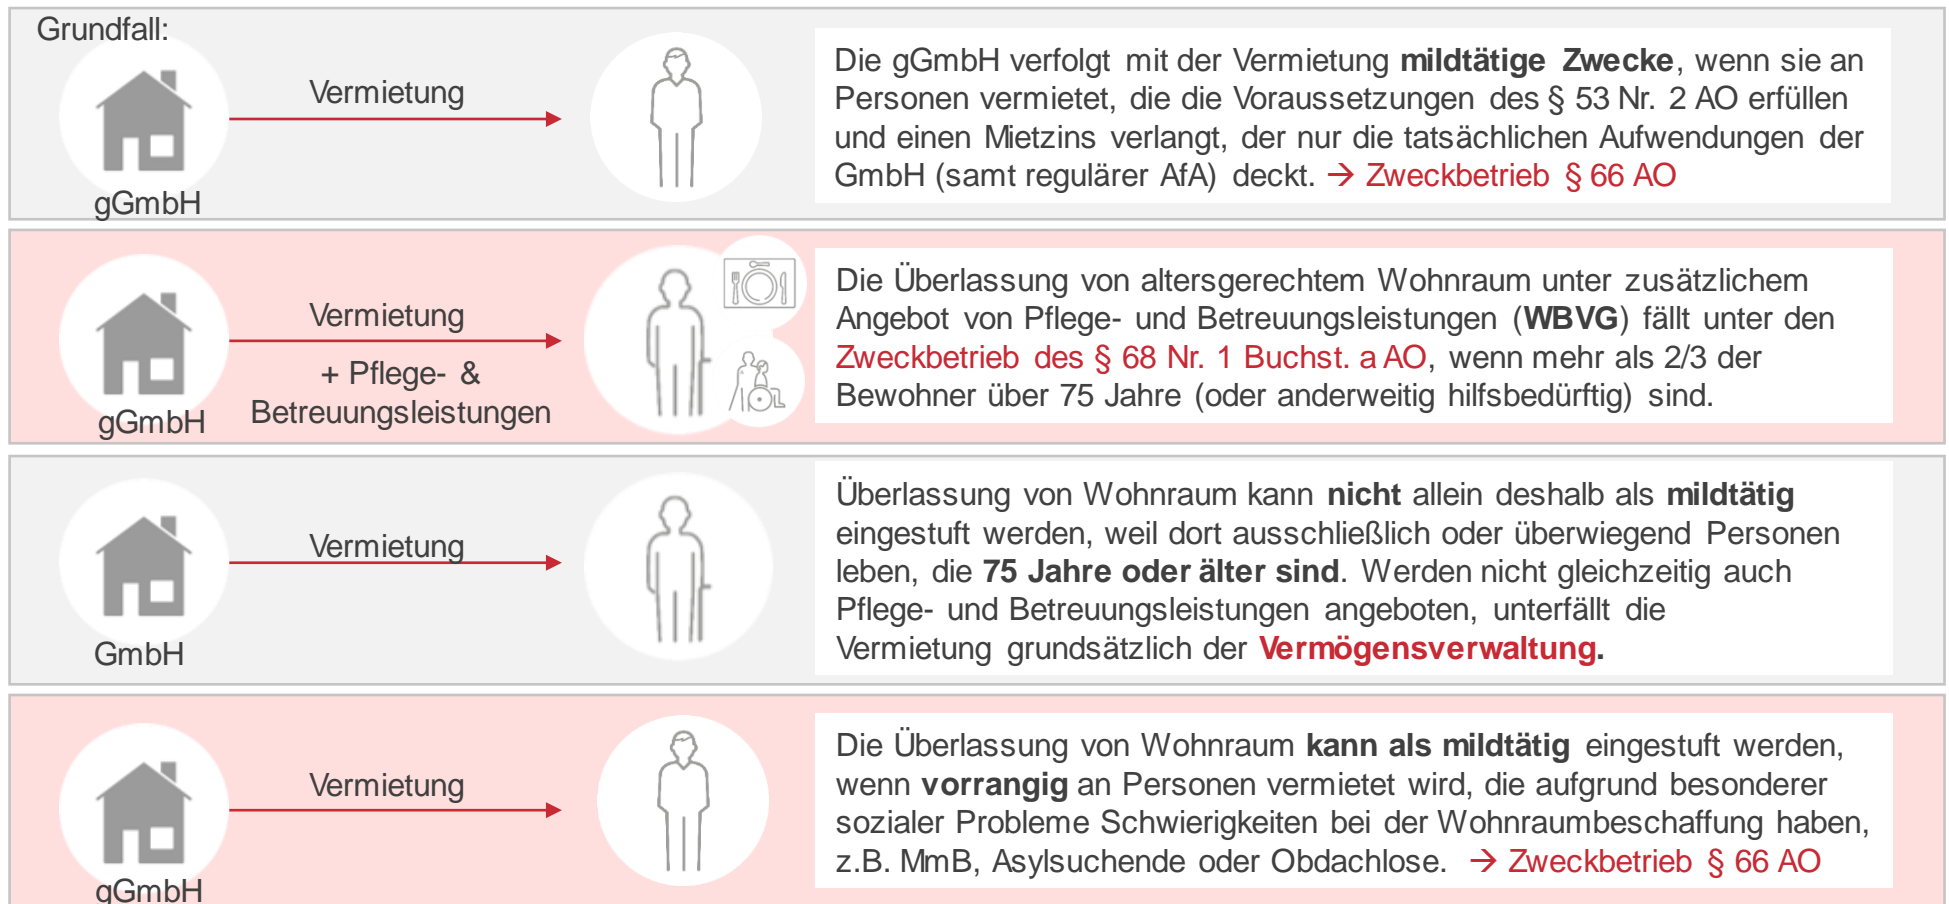 Grundfall:
Vermietung
gGmbH
Die gGmbH verfolgt mit der Vermietung mildtätige Zwecke, wenn sie an
Personen vermietet, die die Voraussetzungen des § 53 Nr. 2 AO erfüllen
und einen Mietzins verlangt, der nur die tatsächlichen Aufwendungen der
GmbH (samt regulärer AfA) deckt. → Zweckbetrieb § 66 AO
Vermietung
+ Pflege- &
Betreuungsleistungen
gGmbH
Die Überlassung von altersgerechtem Wohnraum unter zusätzlichem
Angebot von Pflege- und Betreuungsleistungen (WBVG) fällt unter den
Zweckbetrieb des § 68 Nr. 1 Buchst. a AO, wenn mehr als 2/3 der
Bewohner über 75 Jahre (oder anderweitig hilfsbedürftig) sind.
Vermietung
GmbH
Überlassung von Wohnraum kann nicht allein deshalb als mildtätig
eingestuft werden, weil dort ausschließlich oder überwiegend Personen
leben, die 75 Jahre oder älter sind. Werden nicht gleichzeitig auch
Pflege- und Betreuungsleistungen angeboten, unterfällt die
Vermietung grundsätzlich der Vermögensverwaltung.
Vermietung
gGmbH
Die Überlassung von Wohnraum kann als mildtätig eingestuft werden,
wenn vorrangig an Personen vermietet wird, die aufgrund besonderer
sozialer Probleme Schwierigkeiten bei der Wohnraumbeschaffung haben,
z.B. MmB, Asylsuchende oder Obdachlose. → Zweckbetrieb § 66 AO